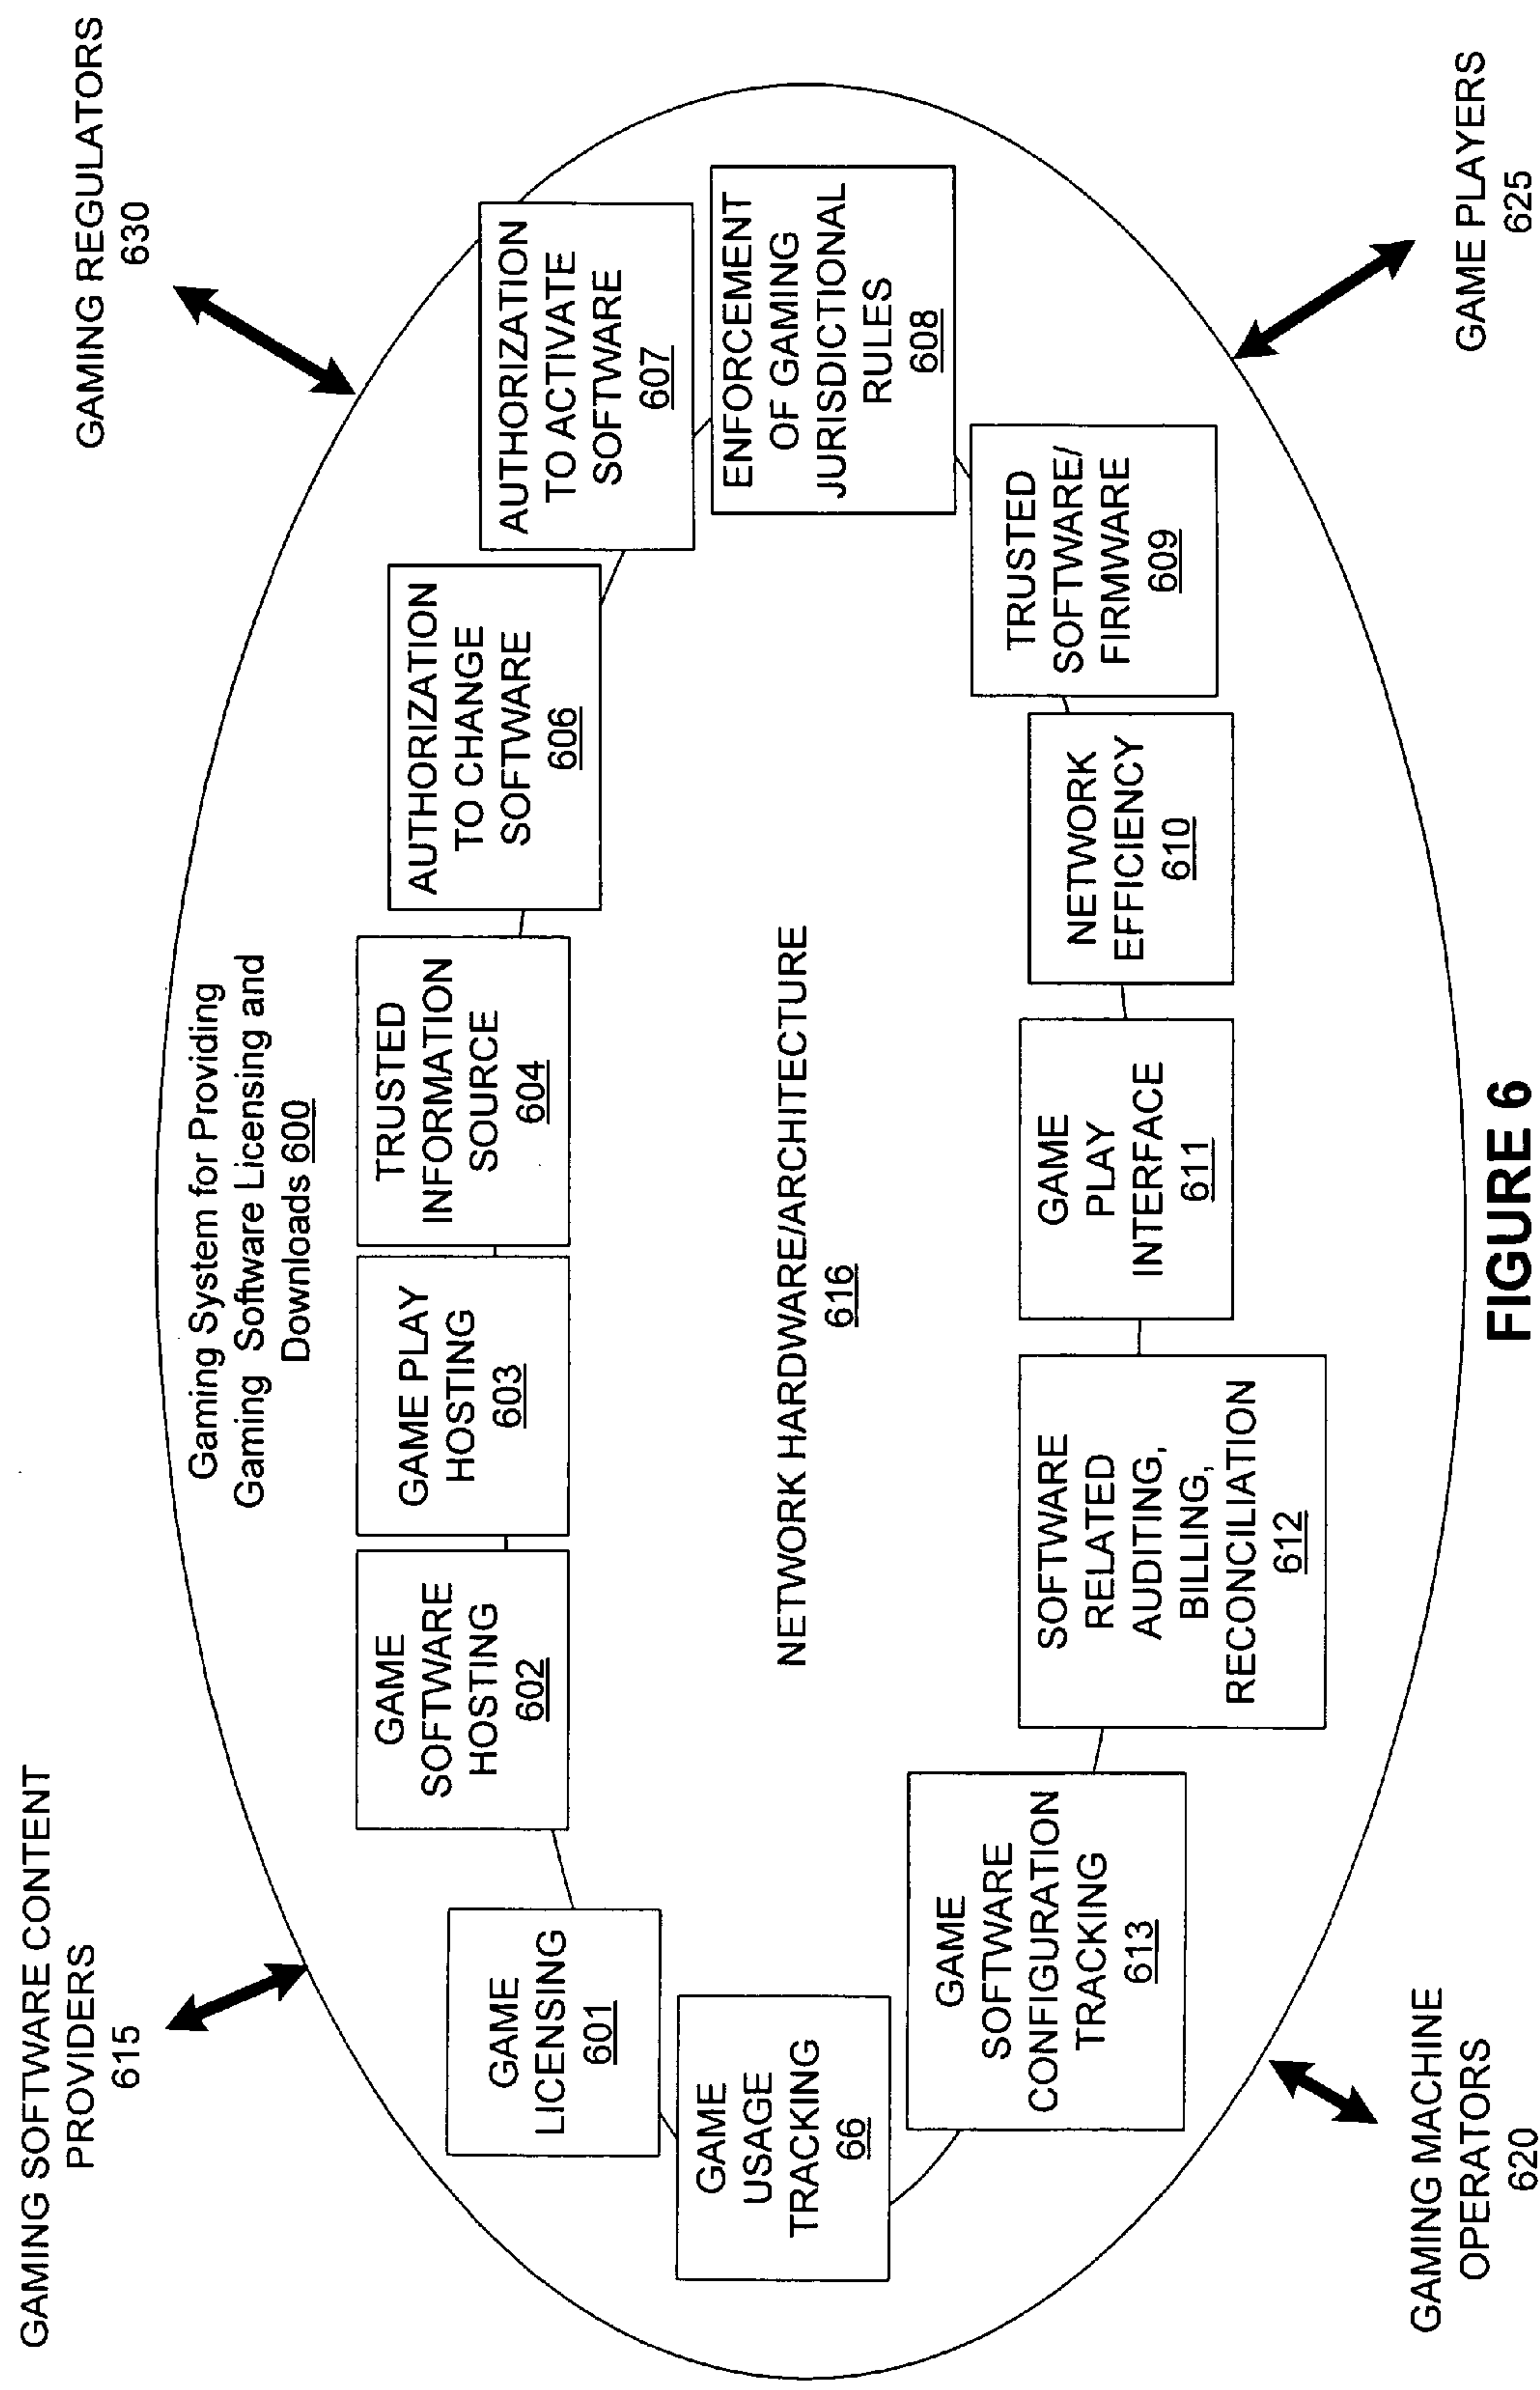 GAMING SOFTWARE CONTENT
PROVIDERS
615
GAMING REGULATORS
630
Gaming System for Providing
Gaming Software Licensing and
Downloads 600
GAME
LICENSING
601
GAME
SOFTWARE
HOSTING
602
GAME PLAY
HOSTING
603
TRUSTED
INFORMATION
SOURCE
604
AUTHORIZATION
TO CHANGE
SOFTWARE
606
AUTHORIZATION
TO ACTIVATE
SOFTWARE
607
ENFORCEMENT
OF GAMING
JURISDICTIONAL
RULES
608
GAME
USAGE
TRACKING
66
NETWORK HARDWARE/ARCHITECTURE
616
GAME
SOFTWARE
CONFIGURATION
TRACKING
613
SOFTWARE
RELATED
AUDITING,
BILLING,
RECONCILIATION
612
GAME
PLAY
INTERFACE
611
NETWORK
EFFICIENCY
610
TRUSTED
SOFTWARE/
FIRMWARE
609
GAMING MACHINE
OPERATORS
620
GAME PLAYERS
625
FIGURE 6